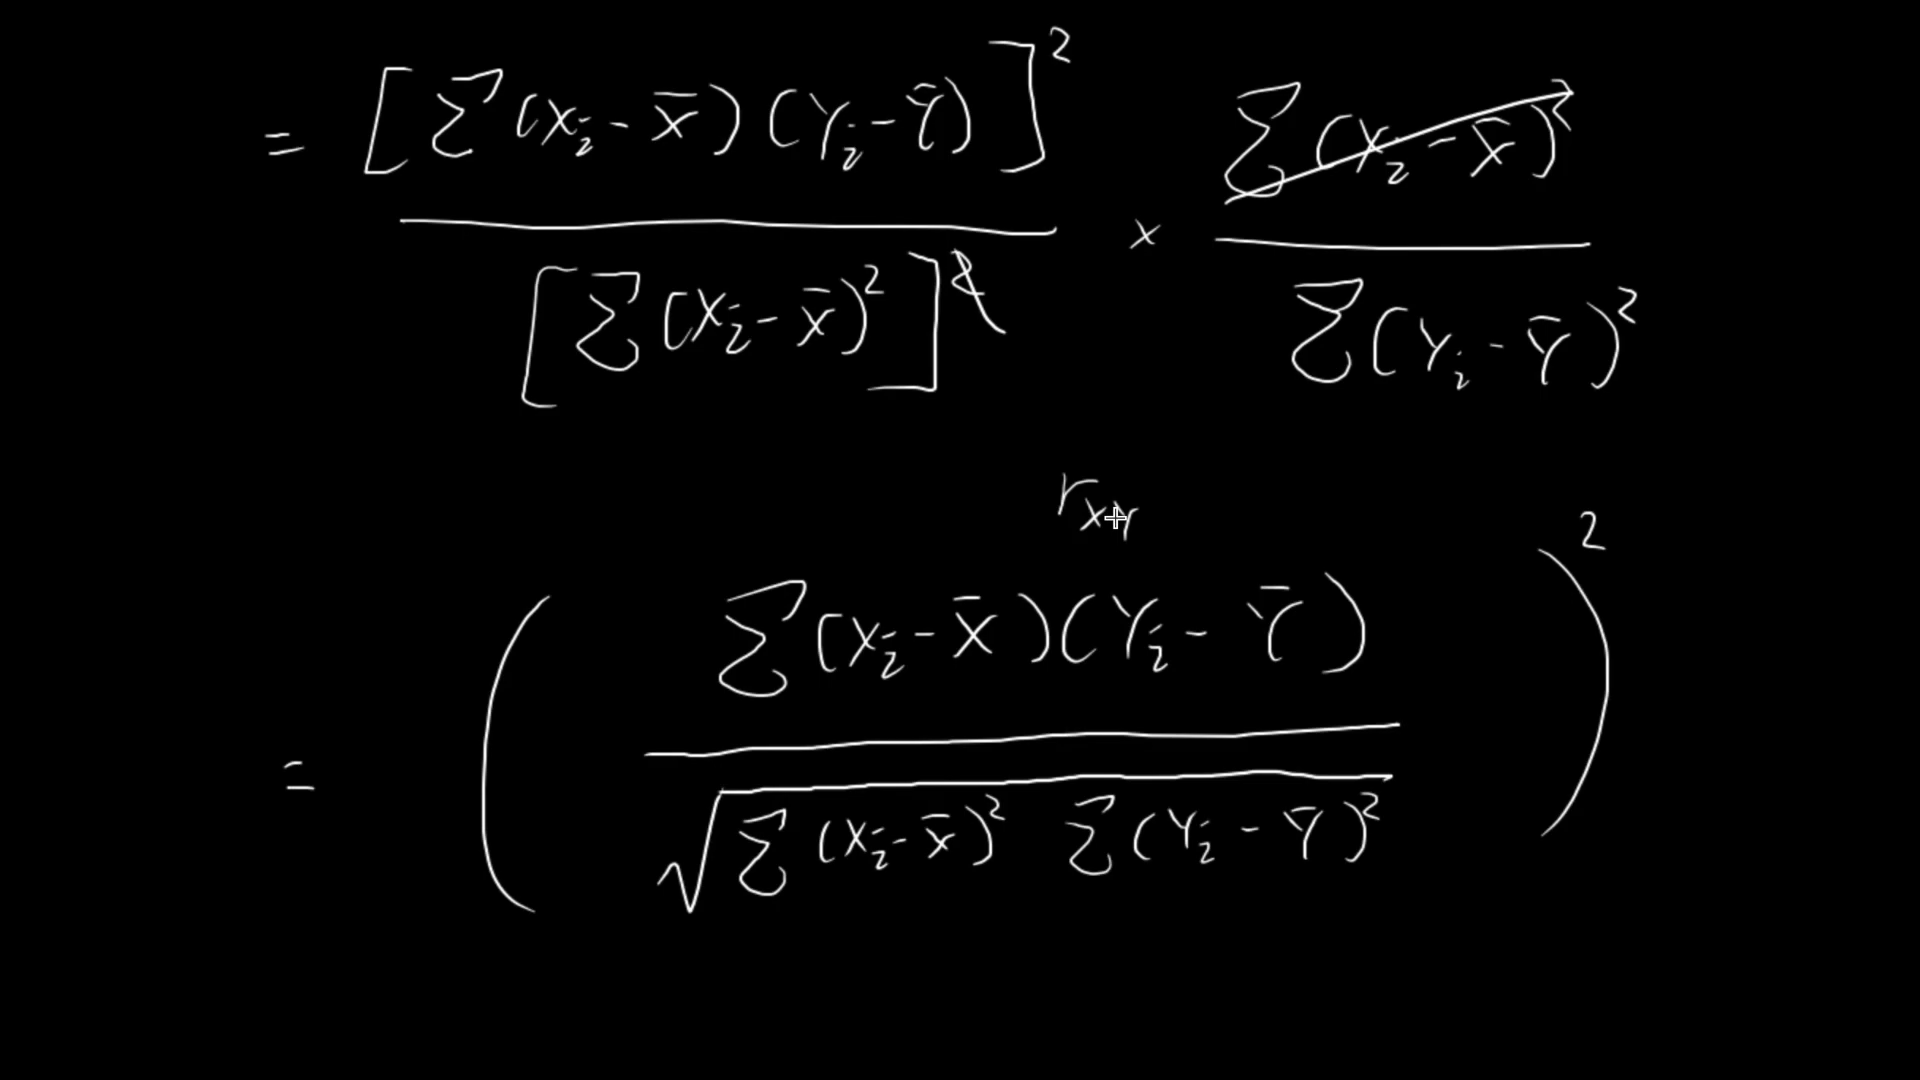 = [Σ(Xᵢ - X̄)(Yᵢ - Ȳ)]² / [Σ(Xᵢ - X̄)²]² × Σ(Xᵢ - X̄)² / Σ(Yᵢ - Ȳ)²
r_XY
= ( Σ(Xᵢ - X̄)(Yᵢ - Ȳ) / √(Σ(Xᵢ - X̄)² Σ(Yᵢ - Ȳ)²) )²